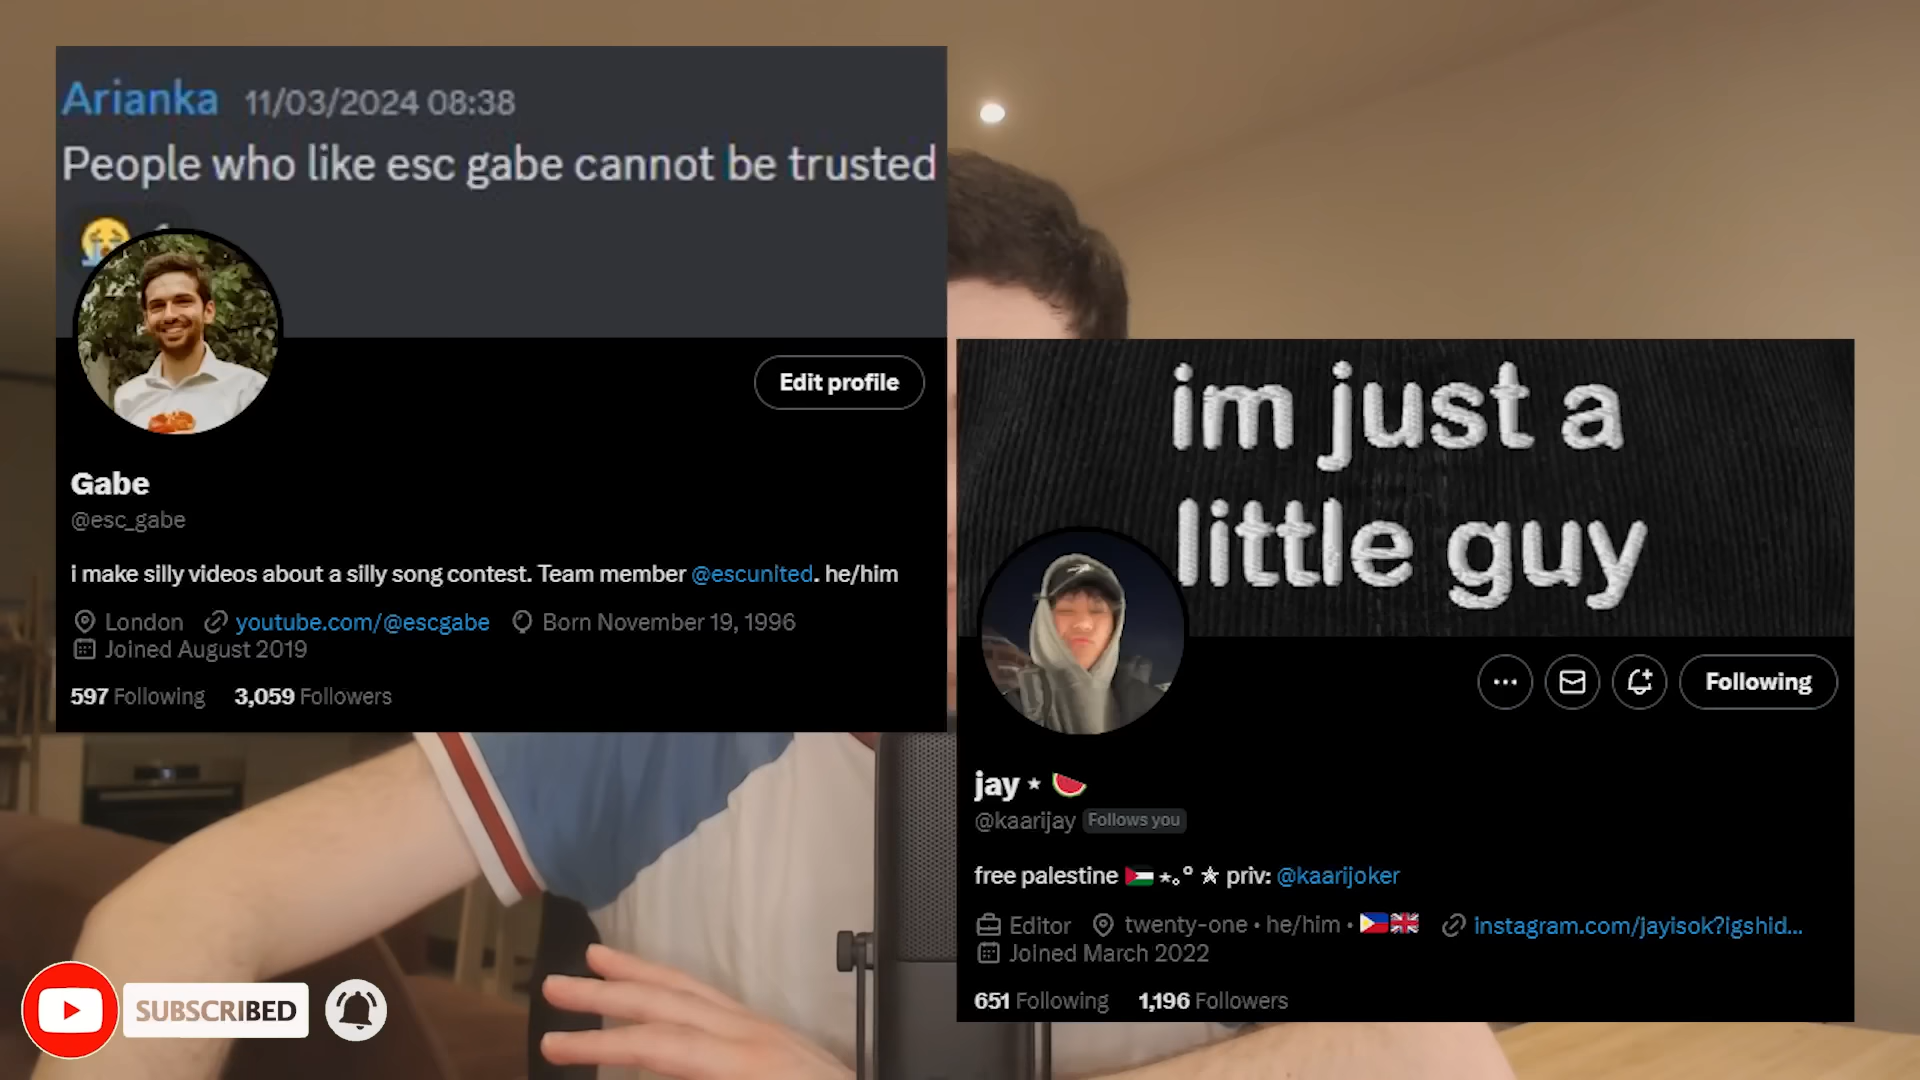 Arianka 11/03/2024 08:38
People who like esc gabe cannot be trusted
Edit profile
Gabe
@esc_gabe
i make silly videos about a silly song contest. Team member @escunited. he/him
London youtube.com/@escgabe Born November 19, 1996
Joined August 2019
597 Following 3,059 Followers
im just a
little guy
Following
jay ⋆ 🍉
@kaarijay Follows you
free palestine 🇵🇸 ⋆｡° ✮ priv: @kaarijoker
Editor twenty-one • he/him • 🇵🇭🇬🇧 instagram.com/jayisok?igshid...
Joined March 2022
651 Following 1,196 Followers
SUBSCRIBED